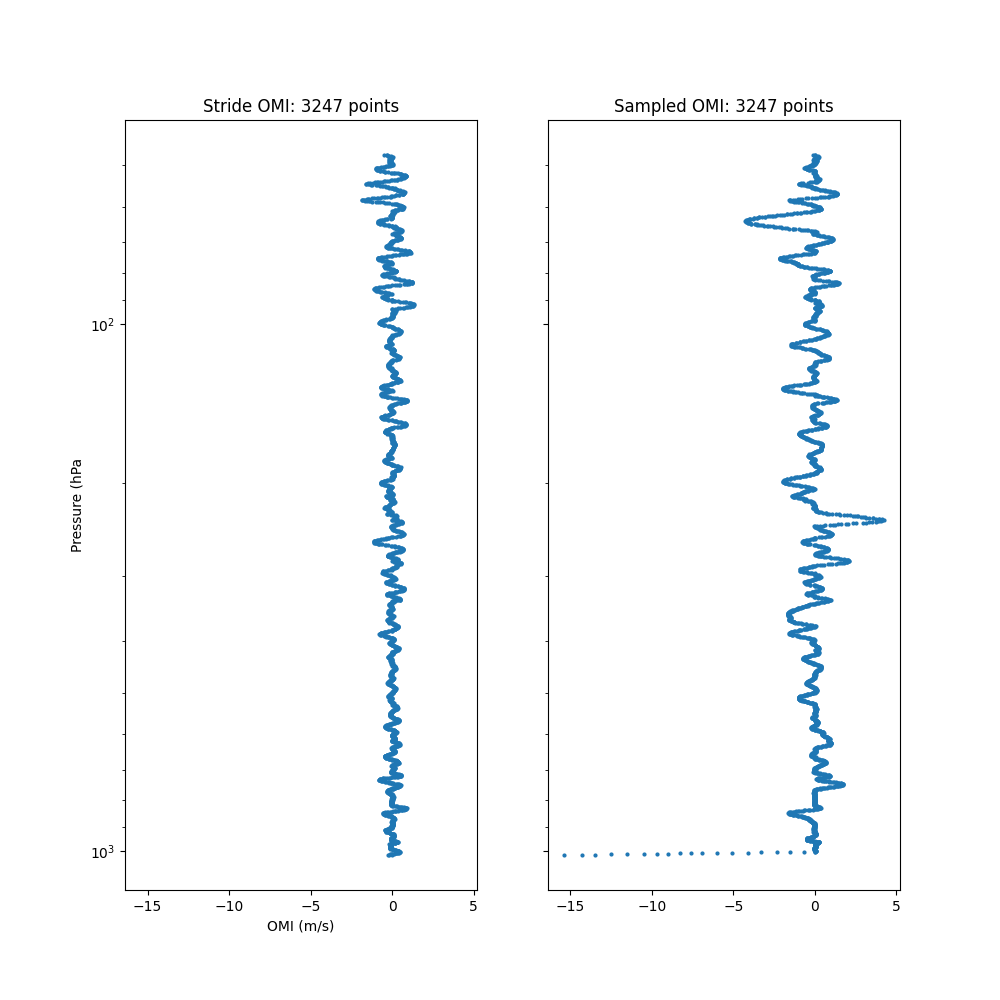 Stride OMI: 3247 points
Sampled OMI: 3247 points
10²
10³
Pressure (hPa
−15 −10 −5 0 5
−15 −10 −5 0 5
OMI (m/s)